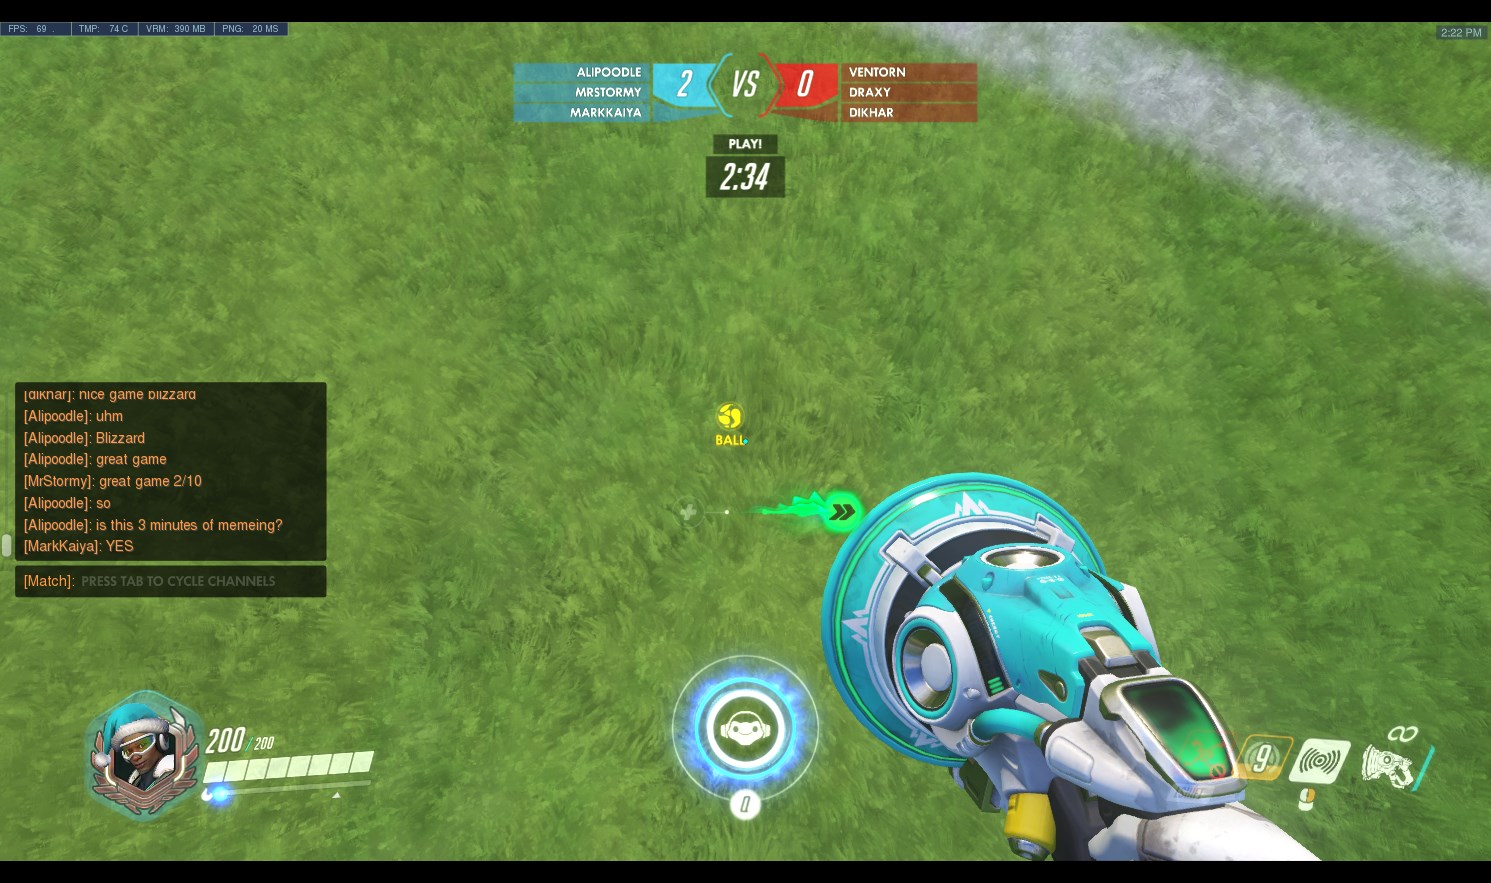 FPS: 69 . TMP: 74 C VRM: 390 MB PNG: 20 MS
2:22 PM
ALIPOODLE 2 VS 0 VENTORN
MRSTORMY DRAXY
MARKKAIYA DIKHAR
PLAY!
2:34
[dikhar]: nice game blizzard
[Alipoodle]: uhm
[Alipoodle]: Blizzard
[Alipoodle]: great game
[MrStormy]: great game 2/10
[Alipoodle]: so
[Alipoodle]: is this 3 minutes of memeing?
[MarkKaiya]: YES
[Match]: PRESS TAB TO CYCLE CHANNELS
BALL
200/200
Q
9